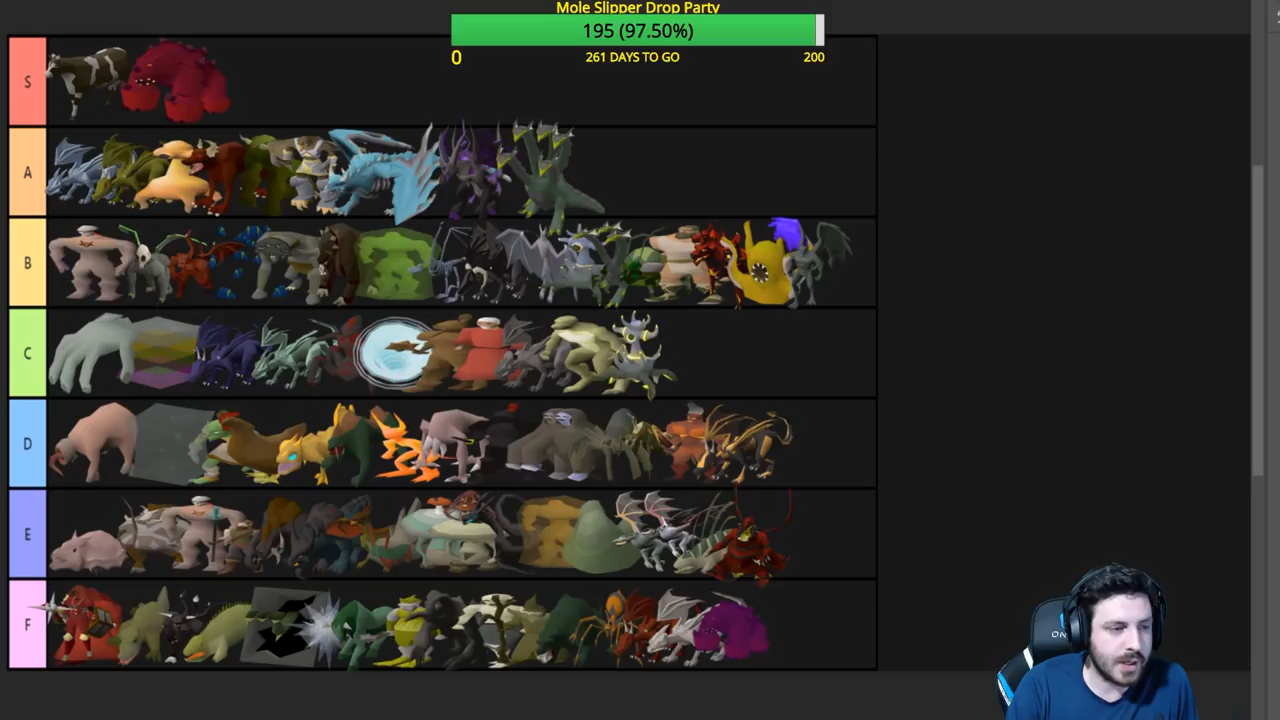 Mole Slipper Drop Party
195 (97.50%)
0 261 DAYS TO GO 200
S
A
B
C
D
E
F